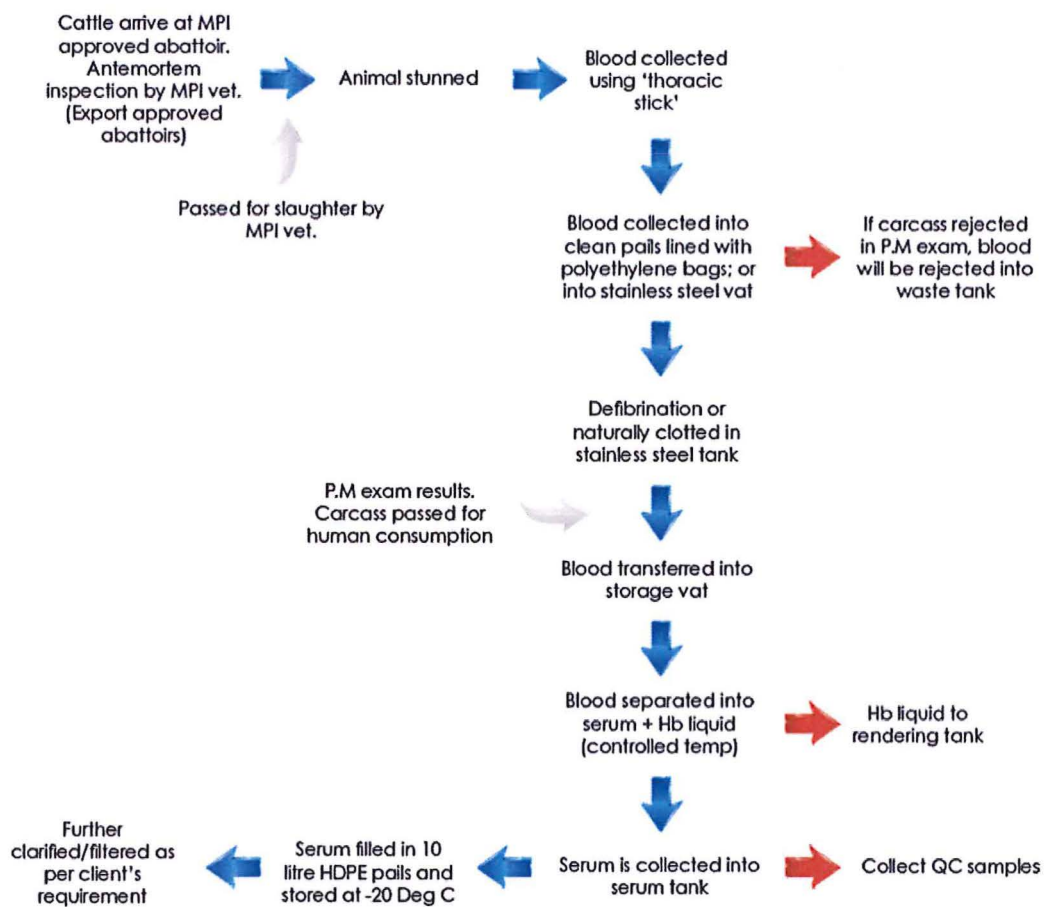 Cattle arrive at MPI
approved abattoir.
Antemortem
inspection by MPI vet.
(Export approved
abattoirs)
Animal stunned
Blood collected
using 'thoracic
stick'
Passed for slaughter by
MPI vet.
Blood collected into
clean pails lined with
polyethylene bags; or
into stainless steel vat
If carcass rejected
in P.M exam, blood
will be rejected into
waste tank
Defibrination or
naturally clotted in
stainless steel tank
P.M exam results.
Carcass passed for
human consumption
Blood transferred into
storage vat
Blood separated into
serum + Hb liquid
(controlled temp)
Hb liquid to
rendering tank
Serum is collected into
serum tank
Collect QC samples
Serum filled in 10
litre HDPE pails and
stored at -20 Deg C
Further
clarified/filtered as
per client's
requirement